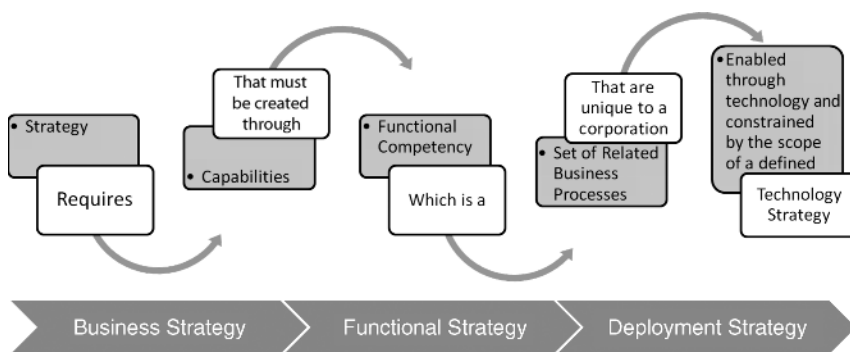 • Strategy
Requires
That must
be created
through
• Capabilities
• Functional
Competency
Which is a
That are
unique to a
corporation
• Set of Related
Business
Processes
• Enabled
through
technology and
constrained
by the scope
of a defined
Technology
Strategy
Business Strategy
Functional Strategy
Deployment Strategy